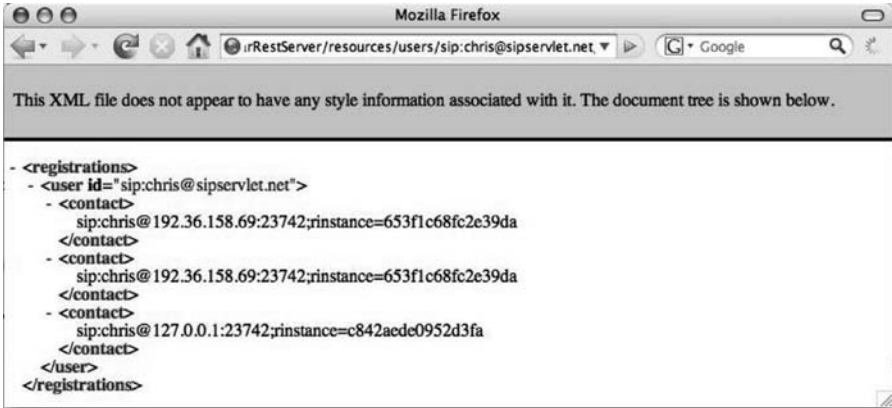 Mozilla Firefox
ırRestServer/resources/users/sip:chris@sipservlet.net,
G Google
This XML file does not appear to have any style information associated with it. The document tree is shown below.
- <registrations>
- <user id="sip:chris@sipservlet.net">
- <contact>
sip:chris@192.36.158.69:23742;rinstance=653f1c68fc2e39da
</contact>
- <contact>
sip:chris@192.36.158.69:23742;rinstance=653f1c68fc2e39da
</contact>
- <contact>
sip:chris@127.0.0.1:23742;rinstance=c842aede0952d3fa
</contact>
</user>
</registrations>